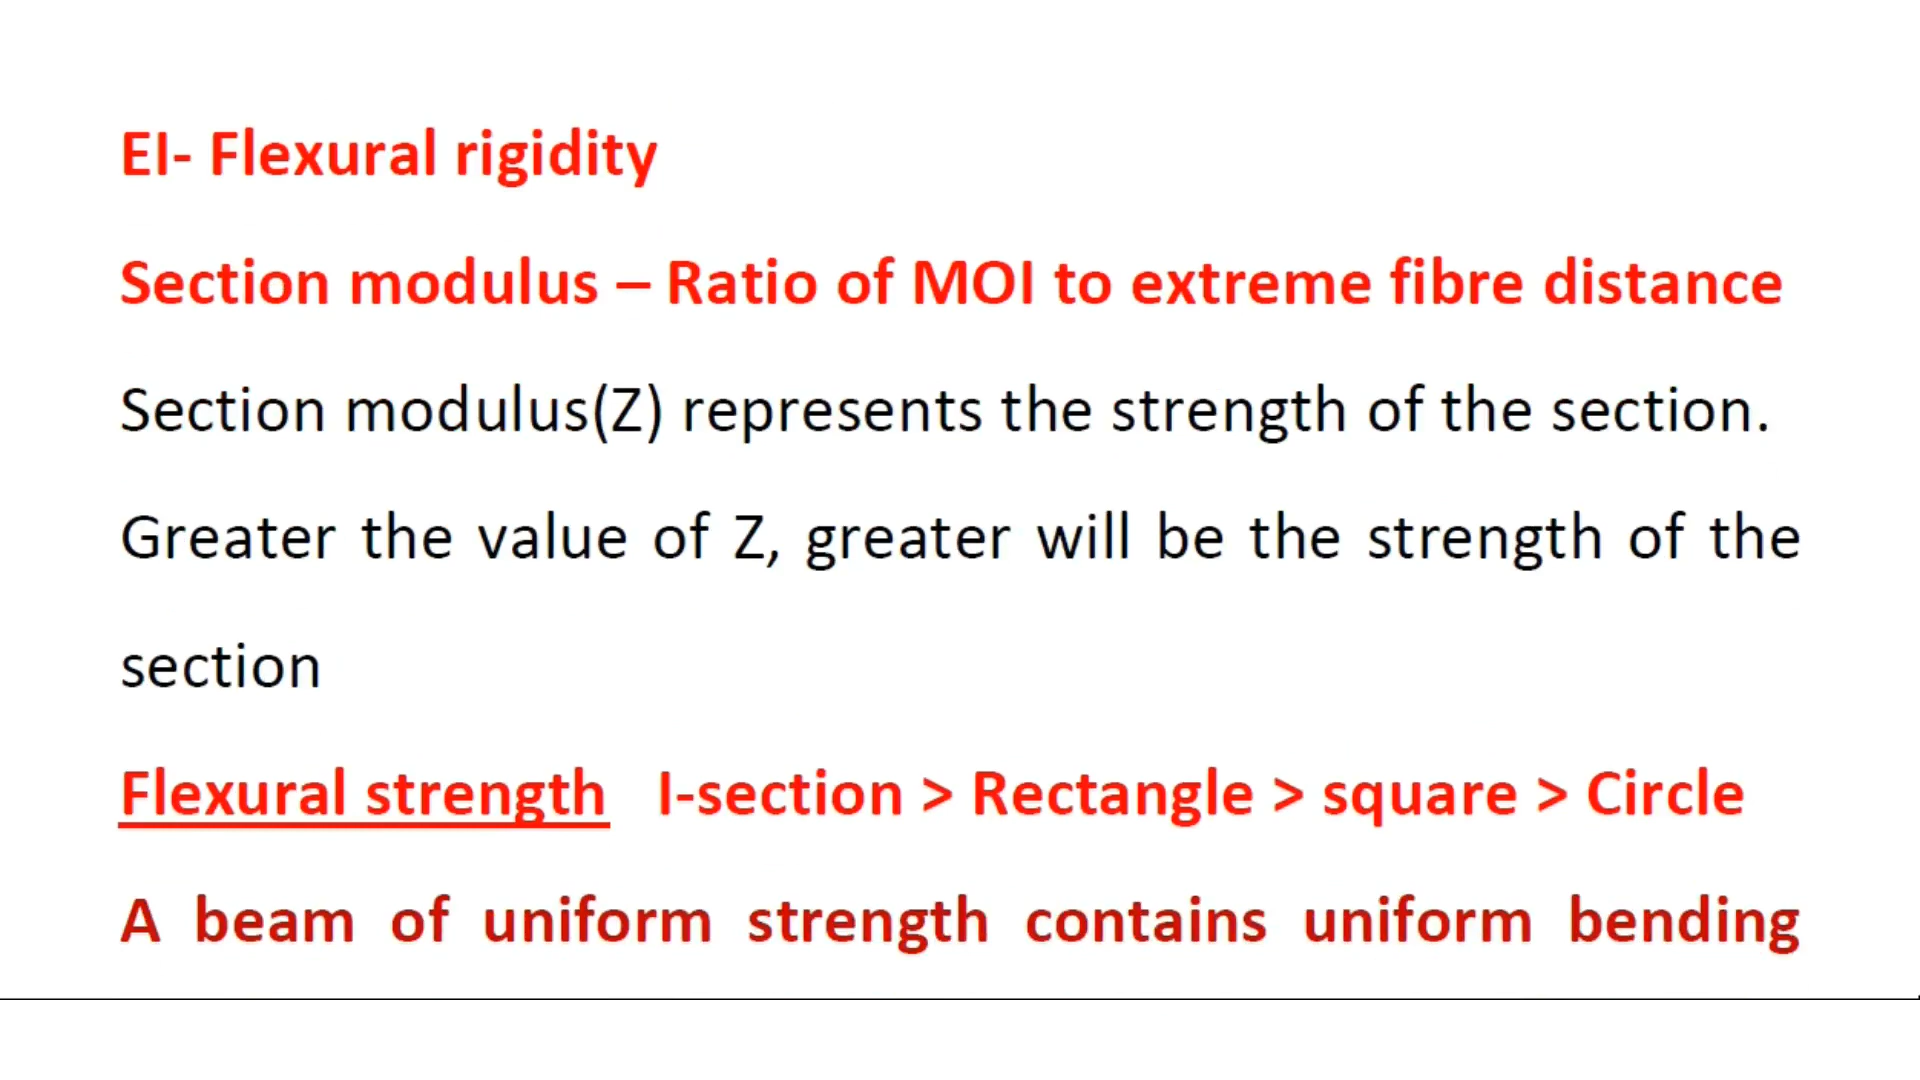 EI- Flexural rigidity
Section modulus – Ratio of MOI to extreme fibre distance
Section modulus(Z) represents the strength of the section.
Greater the value of Z, greater will be the strength of the
section
Flexural strength I-section > Rectangle > square > Circle
A beam of uniform strength contains uniform bending